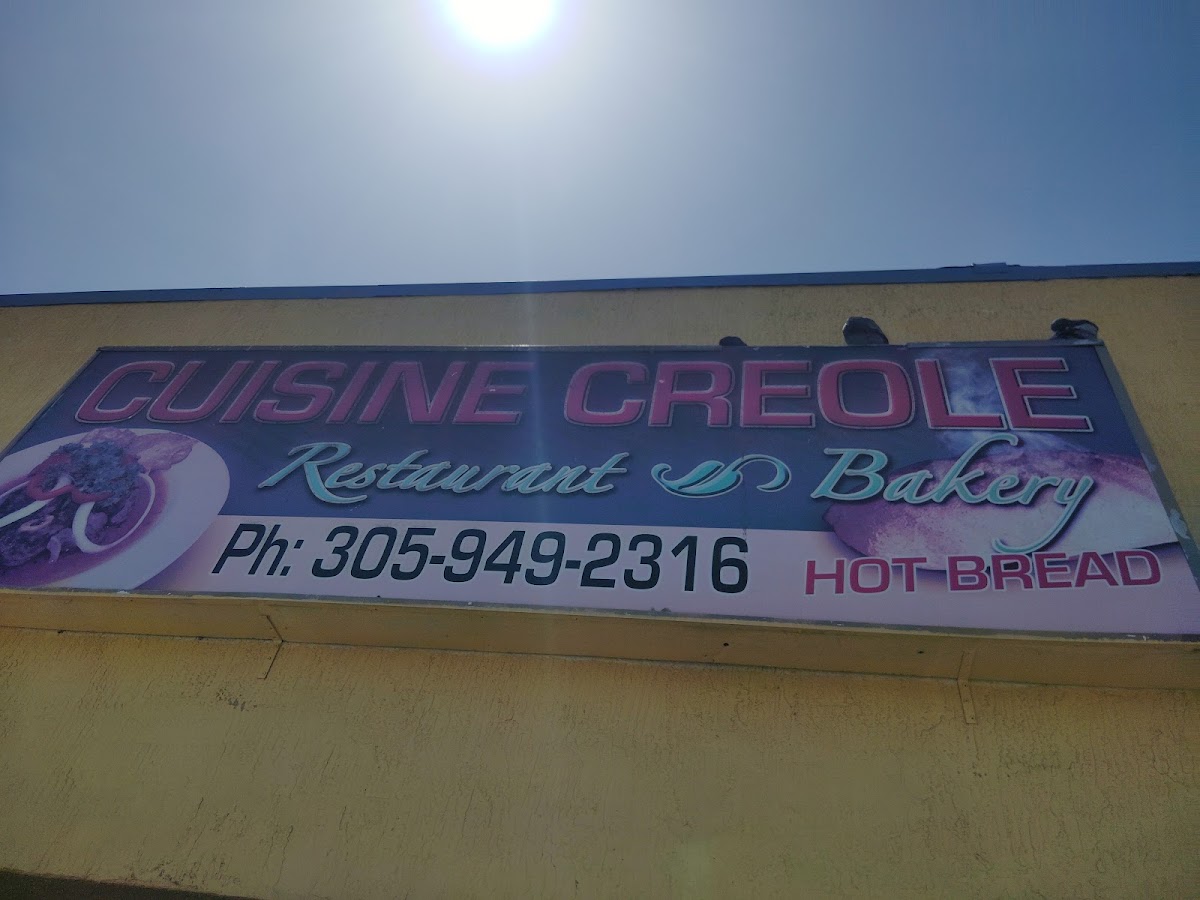 CUISINE CREOLE
Restaurant Bakery
Ph: 305-949-2316 HOT BREAD